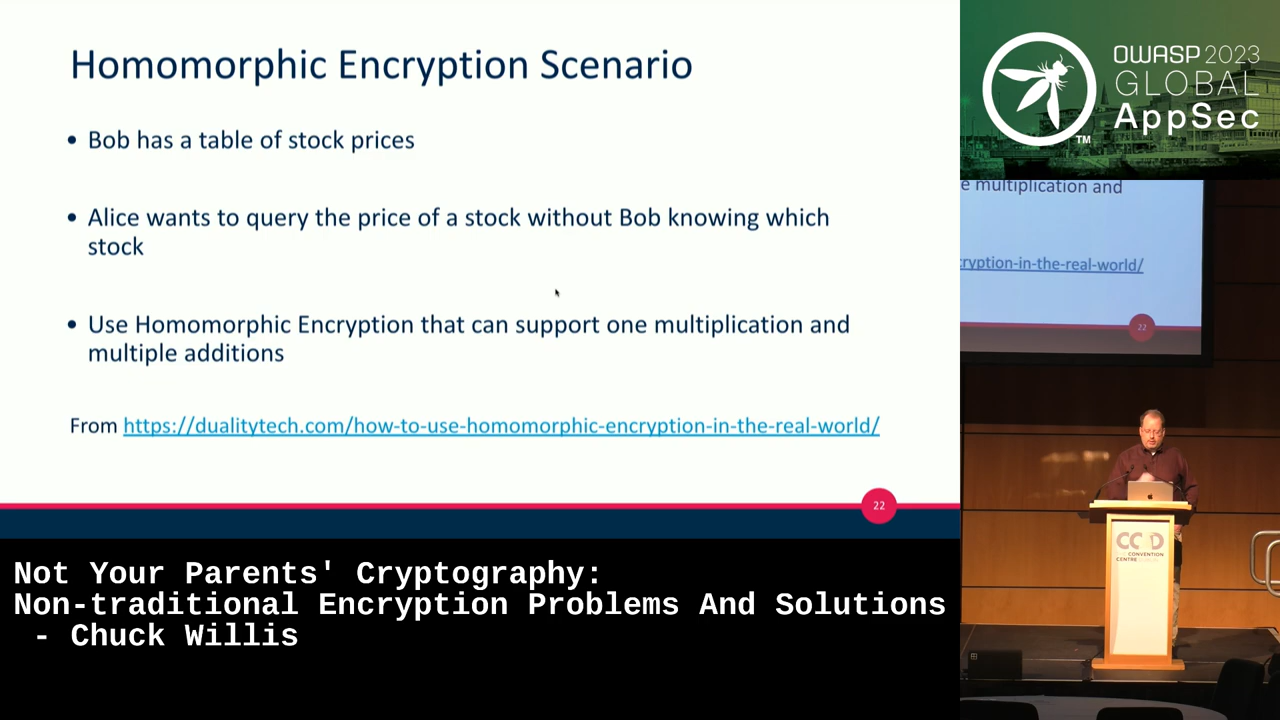 Homomorphic Encryption Scenario
• Bob has a table of stock prices
• Alice wants to query the price of a stock without Bob knowing which
stock
• Use Homomorphic Encryption that can support one multiplication and
multiple additions
From https://dualitytech.com/how-to-use-homomorphic-encryption-in-the-real-world/
22
Not Your Parents' Cryptography:
Non-traditional Encryption Problems And Solutions
- Chuck Willis
OWASP 2023
GLOBAL
AppSec
TM
e multiplication and
cryption-in-the-real-world/
22
CONVENTION
CENTRE